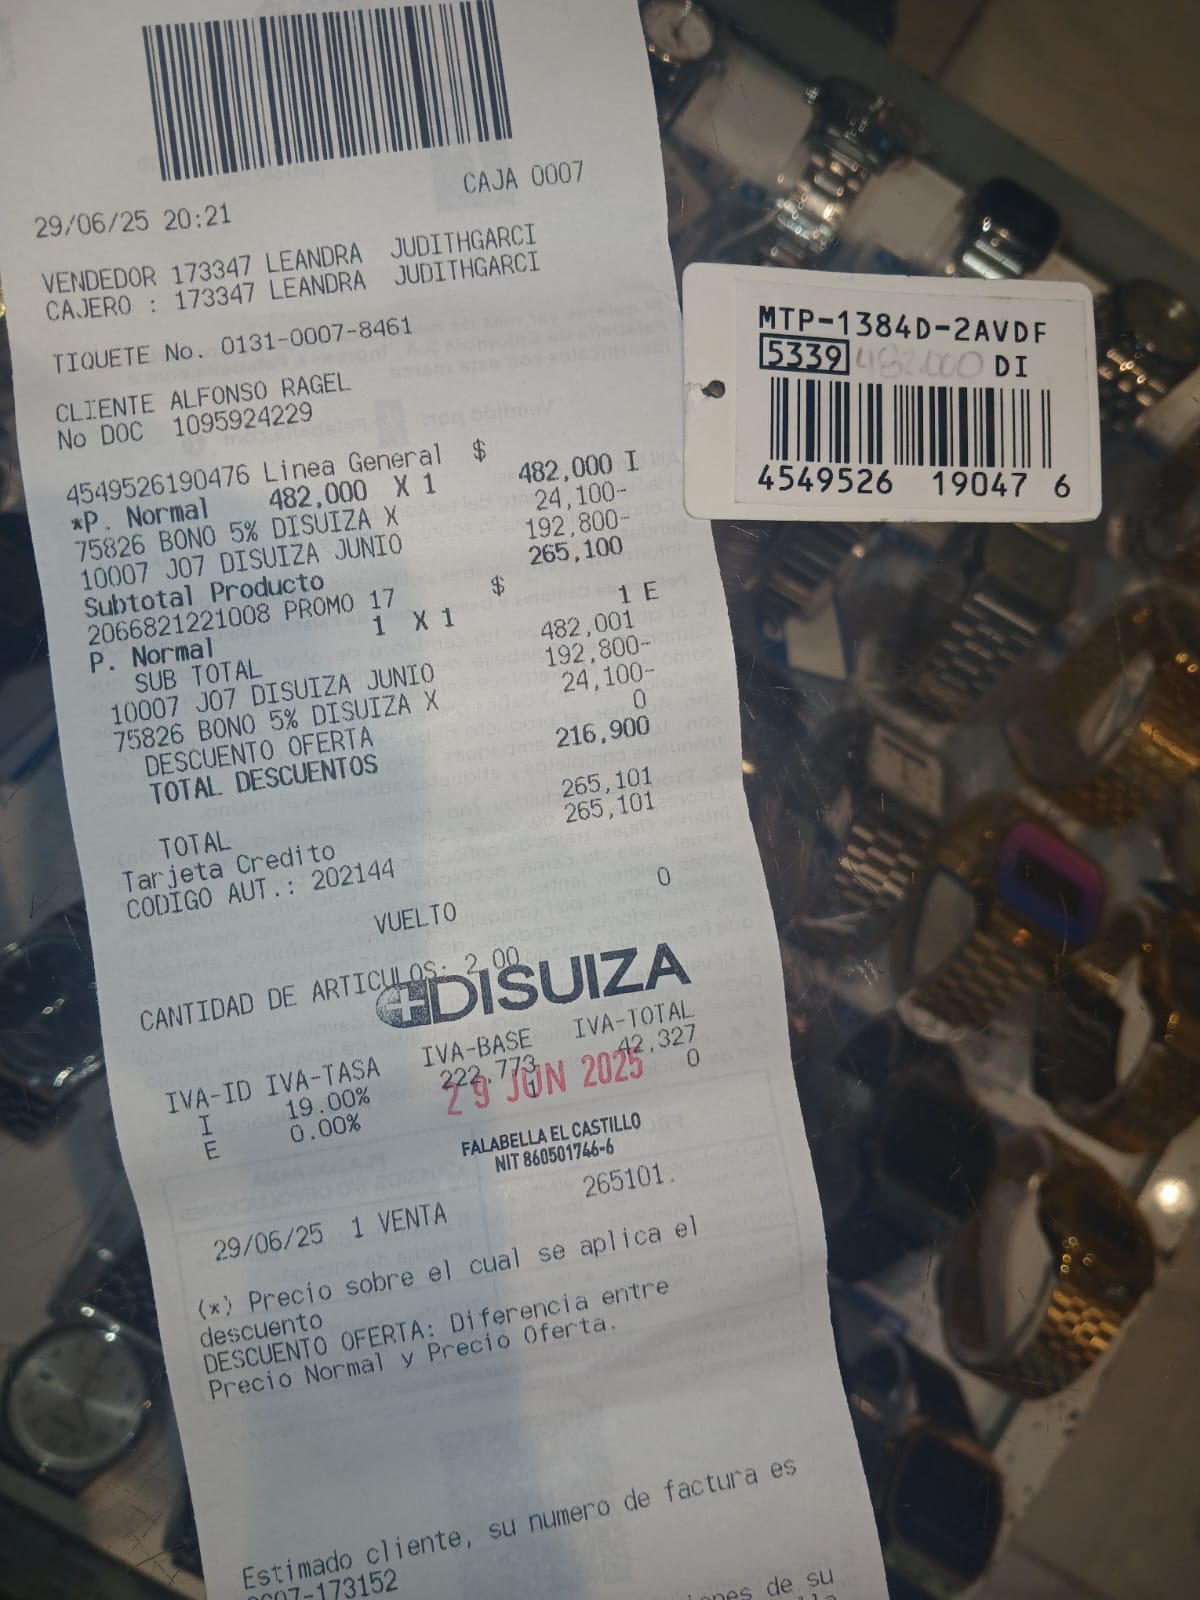 CAJA 0007
29/06/25 20:21
VENDEDOR 173347 LEANDRA JUDITHGARCI
CAJERO : 173347 LEANDRA JUDITHGARCI
TIQUETE No. 0131-0007-8461
CLIENTE ALFONSO RAGEL
No DOC 1095924229
4549526190476 Linea General $ 482,000 I
*P. Normal 482,000 X 1
75826 BONO 5% DISUIZA X 24,100-
10007 J07 DISUIZA JUNIO 192,800-
Subtotal Producto 265,100
2066821221008 PROMO 17 $ 1 E
P. Normal 1 X 1
SUB TOTAL 482,001
10007 J07 DISUIZA JUNIO 192,800-
75826 BONO 5% DISUIZA X 24,100-
DESCUENTO OFERTA 0
TOTAL DESCUENTOS 216,900
TOTAL 265,101
Tarjeta Credito 265,101
CODIGO AUT.: 202144
VUELTO 0
CANTIDAD DE ARTICULOS: 2.00
DISUIZA
IVA-ID IVA-TASA IVA-BASE IVA-TOTAL
I 19.00% 222.773 42,327
E 0.00% 1 0
29 JUN 2025
FALABELLA EL CASTILLO
NIT 860501746-6
265101.
29/06/25 1 VENTA
(*) Precio sobre el cual se aplica el
descuento
DESCUENTO OFERTA: Diferencia entre
Precio Normal y Precio Oferta.
Estimado cliente, su numero de factura es
-173152
de su
MTP-1384D-2AVDF
5339 482.000 DI
4549526 19047 6